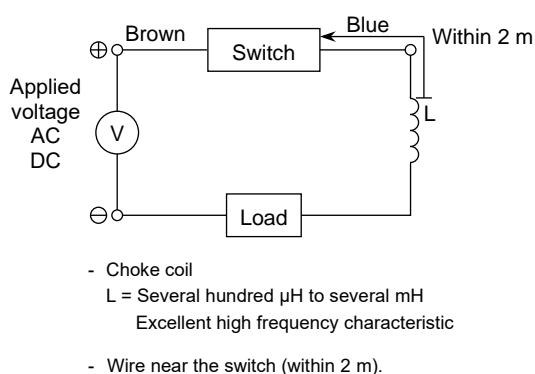 Brown
Blue
Within 2 m
⊕
Switch
Applied
voltage
AC
DC
V
L
⊖
Load
- Choke coil
L = Several hundred μH to several mH
Excellent high frequency characteristic
- Wire near the switch (within 2 m).